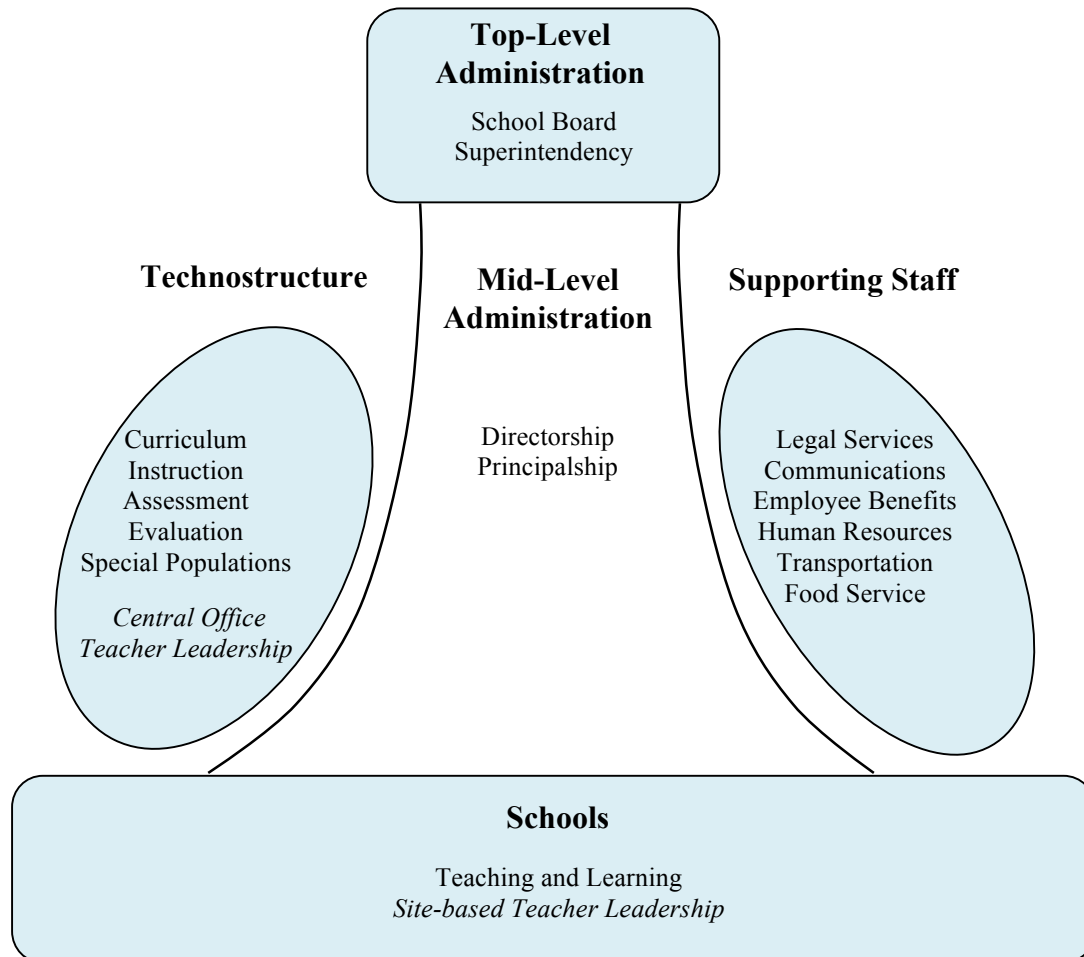 Top-Level
Administration
School Board
Superintendency
Technostructure
Mid-Level
Administration
Supporting Staff
Curriculum
Instruction
Assessment
Evaluation
Special Populations
Central Office
Teacher Leadership
Directorship
Principalship
Legal Services
Communications
Employee Benefits
Human Resources
Transportation
Food Service
Schools
Teaching and Learning
Site-based Teacher Leadership